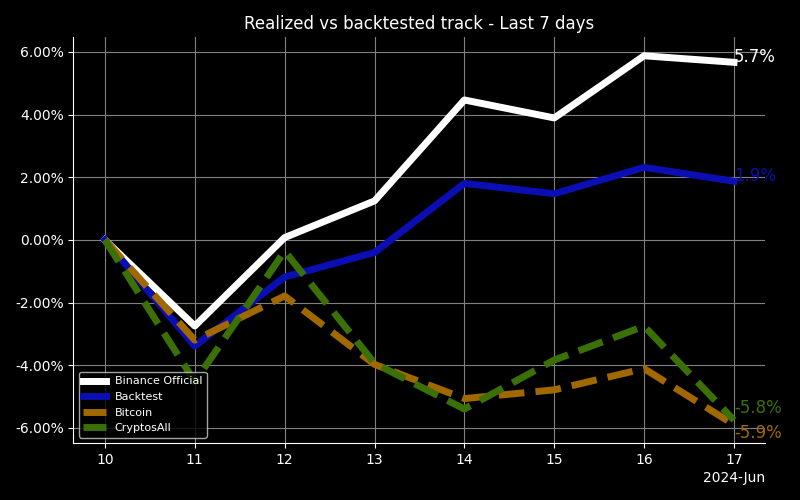 Realized vs backtested track - Last 7 days
6.00%
4.00%
2.00%
0.00%
-2.00%
-4.00%
-6.00%
5.7%
1.9%
-5.8%
-5.9%
Binance Official
Backtest
Bitcoin
CryptosAll
10 11 12 13 14 15 16 17
2024-Jun